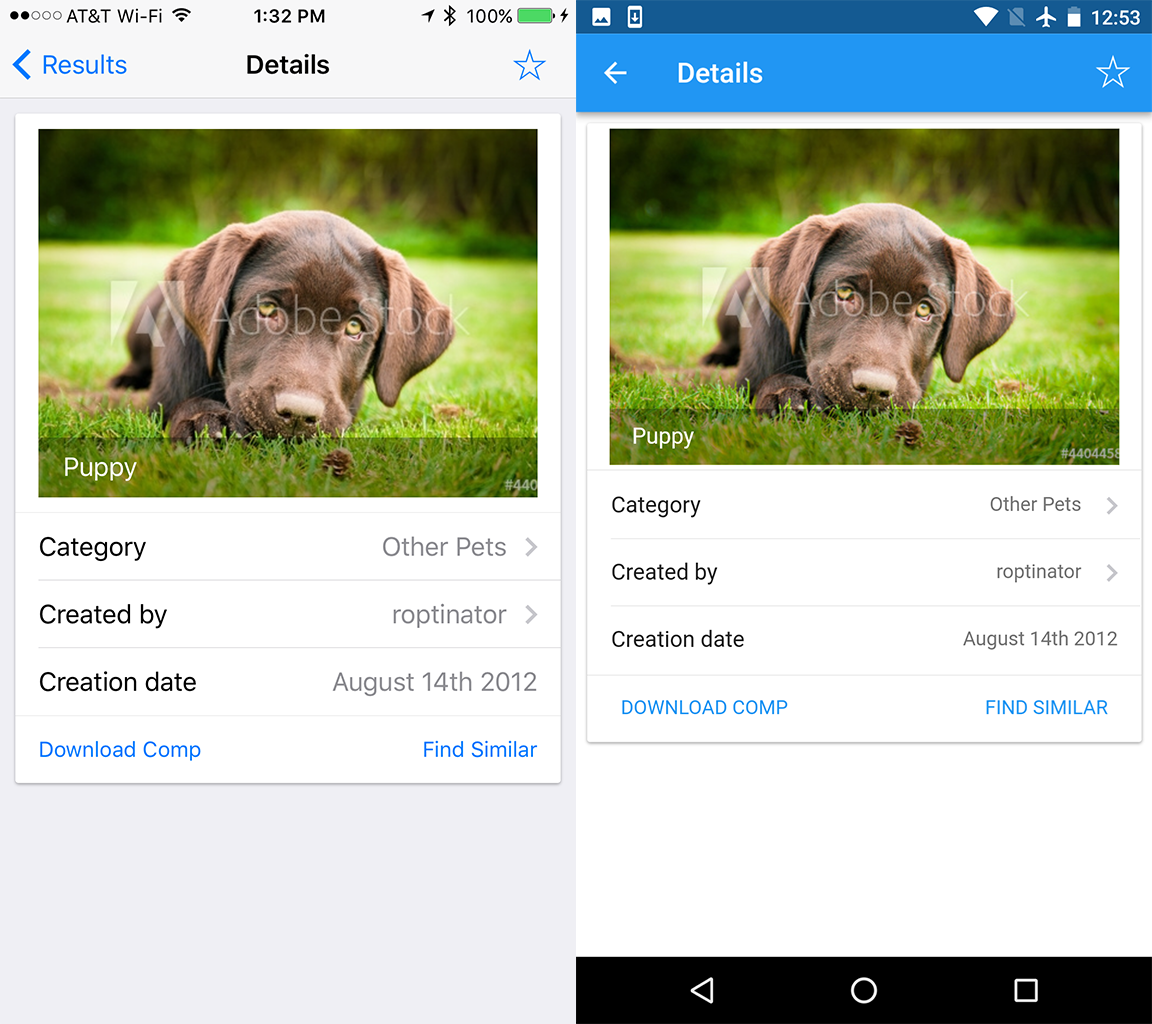 AT&T Wi-Fi 1:32 PM 100%
Results Details
Adobe Stock
Puppy
#440
Category Other Pets
Created by roptinator
Creation date August 14th 2012
Download Comp Find Similar
12:53
Details
Adobe Stock
Puppy
#4404458
Category Other Pets
Created by roptinator
Creation date August 14th 2012
DOWNLOAD COMP FIND SIMILAR